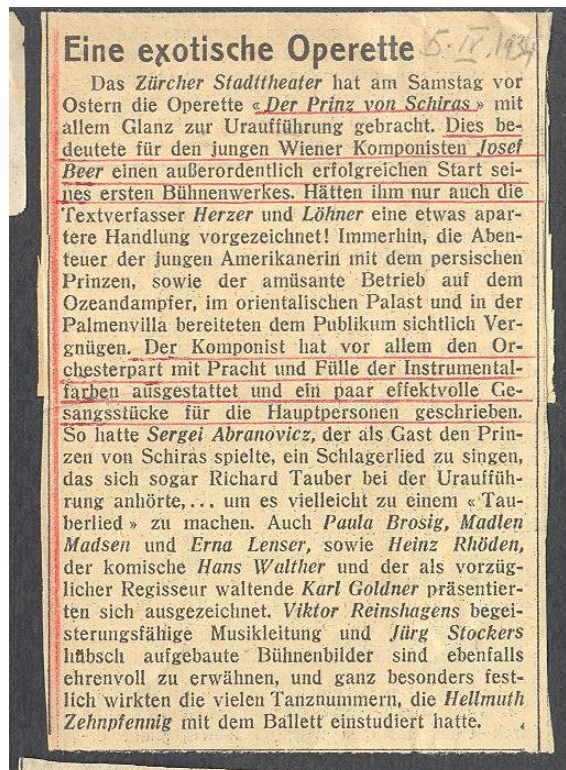 Eine exotische Operette 5. IV. 1934
Das Zürcher Stadttheater hat am Samstag vor
Ostern die Operette «Der Prinz von Schiras» mit
allem Glanz zur Uraufführung gebracht. Dies be-
deutete für den jungen Wiener Komponisten Josef
Beer einen außerordentlich erfolgreichen Start sei-
nes ersten Bühnenwerkes. Hätten ihm nur auch die
Textverfasser Herzer und Löhner eine etwas apar-
tere Handlung vorgezeichnet! Immerhin, die Aben-
teuer der jungen Amerikanerin mit dem persischen
Prinzen, sowie der amüsante Betrieb auf dem
Ozeandampfer, im orientalischen Palast und in der
Palmenvilla bereiteten dem Publikum sichtlich Ver-
gnügen. Der Komponist hat vor allem den Or-
chesterpart mit Pracht und Fülle der Instrumental-
farben ausgestattet und ein paar effektvolle Ge-
sangsstücke für die Hauptpersonen geschrieben.
So hatte Sergei Abranovicz, der als Gast den Prin-
zen von Schiras spielte, ein Schlagerlied zu singen,
das sich sogar Richard Tauber bei der Urauffüh-
rung anhörte,... um es vielleicht zu einem «Tau-
berlied» zu machen. Auch Paula Brosig, Madlen
Madsen und Erna Lenser, sowie Heinz Rhöden,
der komische Hans Walther und der als vorzüg-
licher Regisseur waltende Karl Goldner präsentier-
ten sich ausgezeichnet. Viktor Reinshagens begei-
sterungsfähige Musikleitung und Jürg Stockers
hübsch aufgebaute Bühnenbilder sind ebenfalls
ehrenvoll zu erwähnen, und ganz besonders fest-
lich wirkten die vielen Tanznummern, die Hellmuth
Zehnpfennig mit dem Ballett einstudiert hatte.